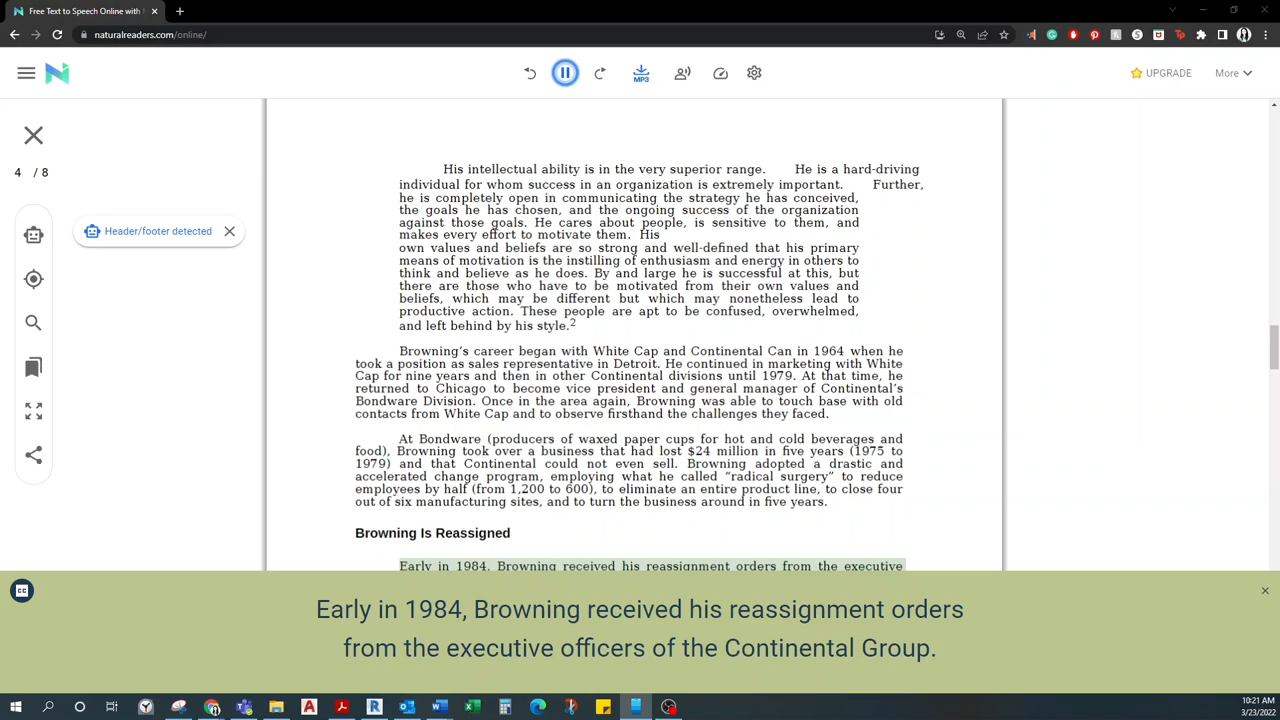 Free Text to Speech Online with
naturalreaders.com/online/
MP3
UPGRADE
More
4 / 8
Header/footer detected
His intellectual ability is in the very superior range. He is a hard-driving
individual for whom success in an organization is extremely important. Further,
he is completely open in communicating the strategy he has conceived,
the goals he has chosen, and the ongoing success of the organization
against those goals. He cares about people, is sensitive to them, and
makes every effort to motivate them. His
own values and beliefs are so strong and well-defined that his primary
means of motivation is the instilling of enthusiasm and energy in others to
think and believe as he does. By and large he is successful at this, but
there are those who have to be motivated from their own values and
beliefs, which may be different but which may nonetheless lead to
productive action. These people are apt to be confused, overwhelmed,
and left behind by his style.2
Browning’s career began with White Cap and Continental Can in 1964 when he
took a position as sales representative in Detroit. He continued in marketing with White
Cap for nine years and then in other Continental divisions until 1979. At that time, he
returned to Chicago to become vice president and general manager of Continental’s
Bondware Division. Once in the area again, Browning was able to touch base with old
contacts from White Cap and to observe firsthand the challenges they faced.
At Bondware (producers of waxed paper cups for hot and cold beverages and
food), Browning took over a business that had lost $24 million in five years (1975 to
1979) and that Continental could not even sell. Browning adopted a drastic and
accelerated change program, employing what he called “radical surgery” to reduce
employees by half (from 1,200 to 600), to eliminate an entire product line, to close four
out of six manufacturing sites, and to turn the business around in five years.
Browning Is Reassigned
Early in 1984, Browning received his reassignment orders from the executive
CC
Early in 1984, Browning received his reassignment orders
from the executive officers of the Continental Group.
10:21 AM
3/23/2022